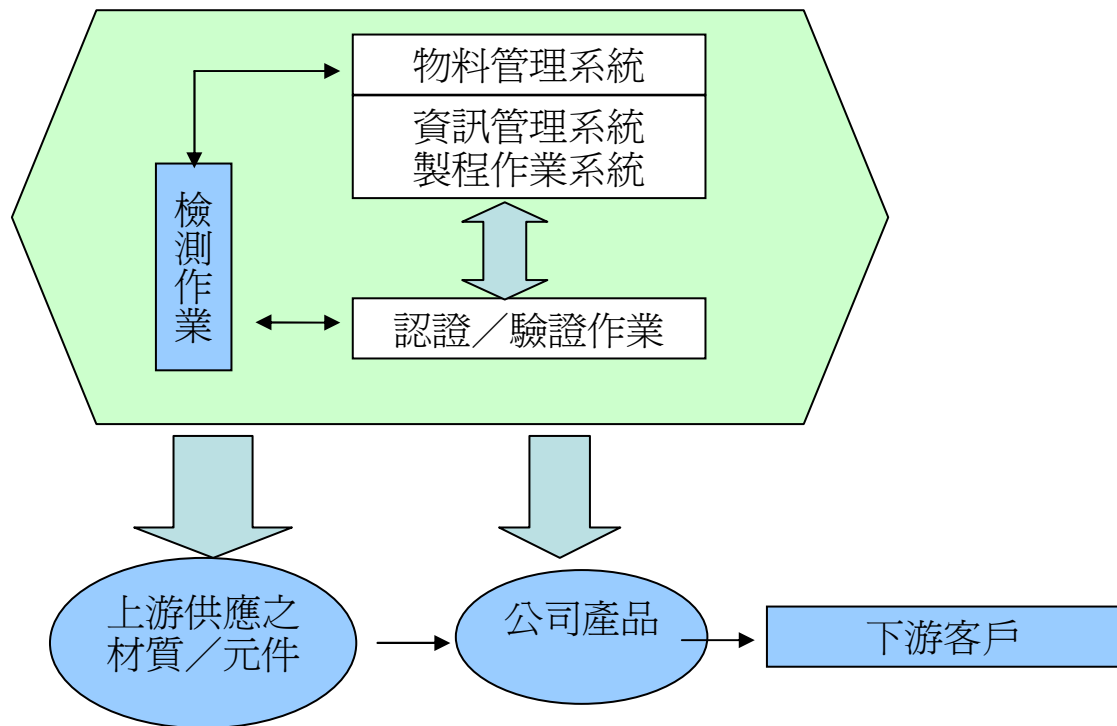 物料管理系統
資訊管理系統
製程作業系統
檢測作業
認證／驗證作業
上游供應之
材質／元件
公司產品
下游客戶